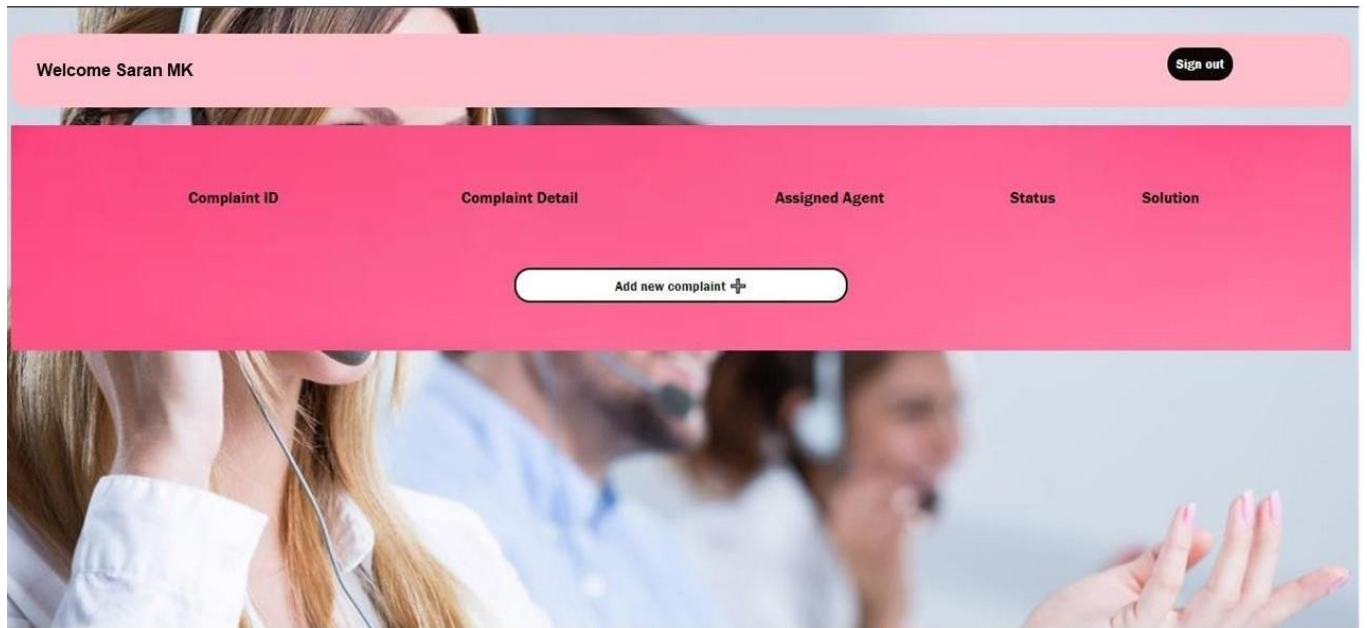 Welcome Saran MK
Sign out
Complaint ID Complaint Detail Assigned Agent Status Solution
Add new complaint